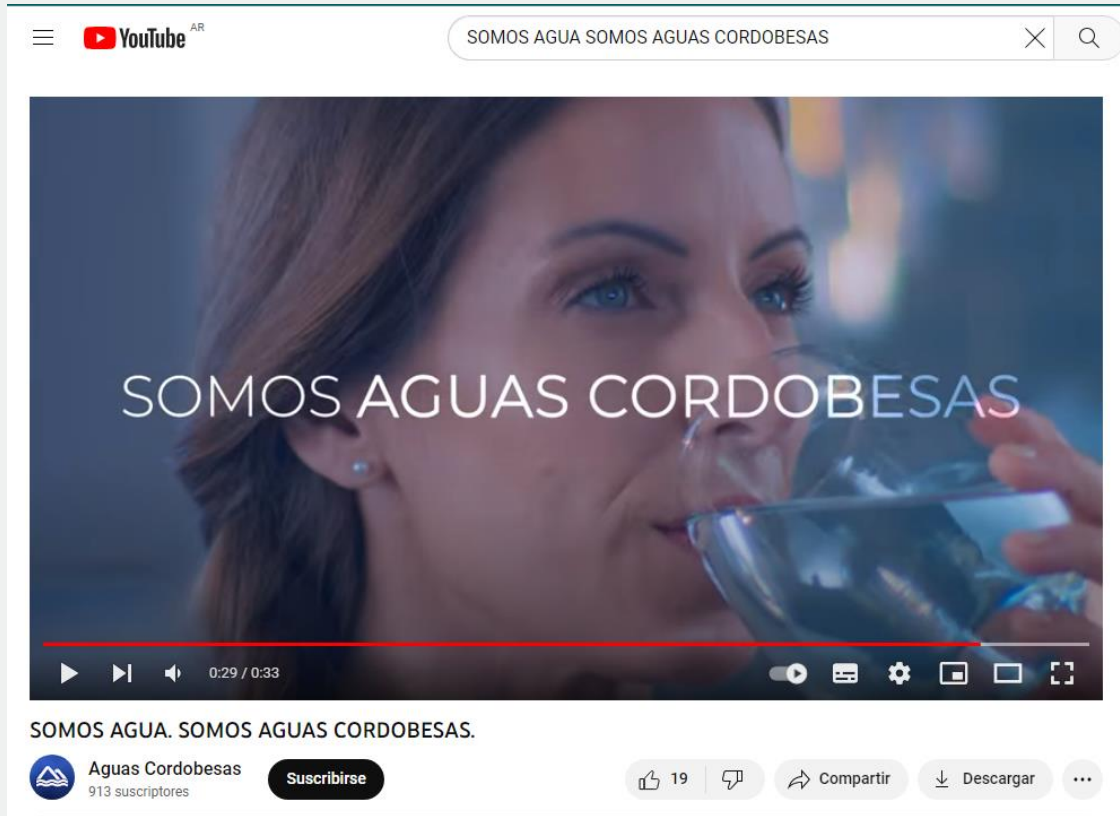 YouTube AR
SOMOS AGUA SOMOS AGUAS CORDOBESAS
SOMOS AGUAS CORDOBESAS
0:29 / 0:33
SOMOS AGUA. SOMOS AGUAS CORDOBESAS.
Aguas Cordobesas
913 suscriptores
Suscribirse
19
Compartir
Descargar